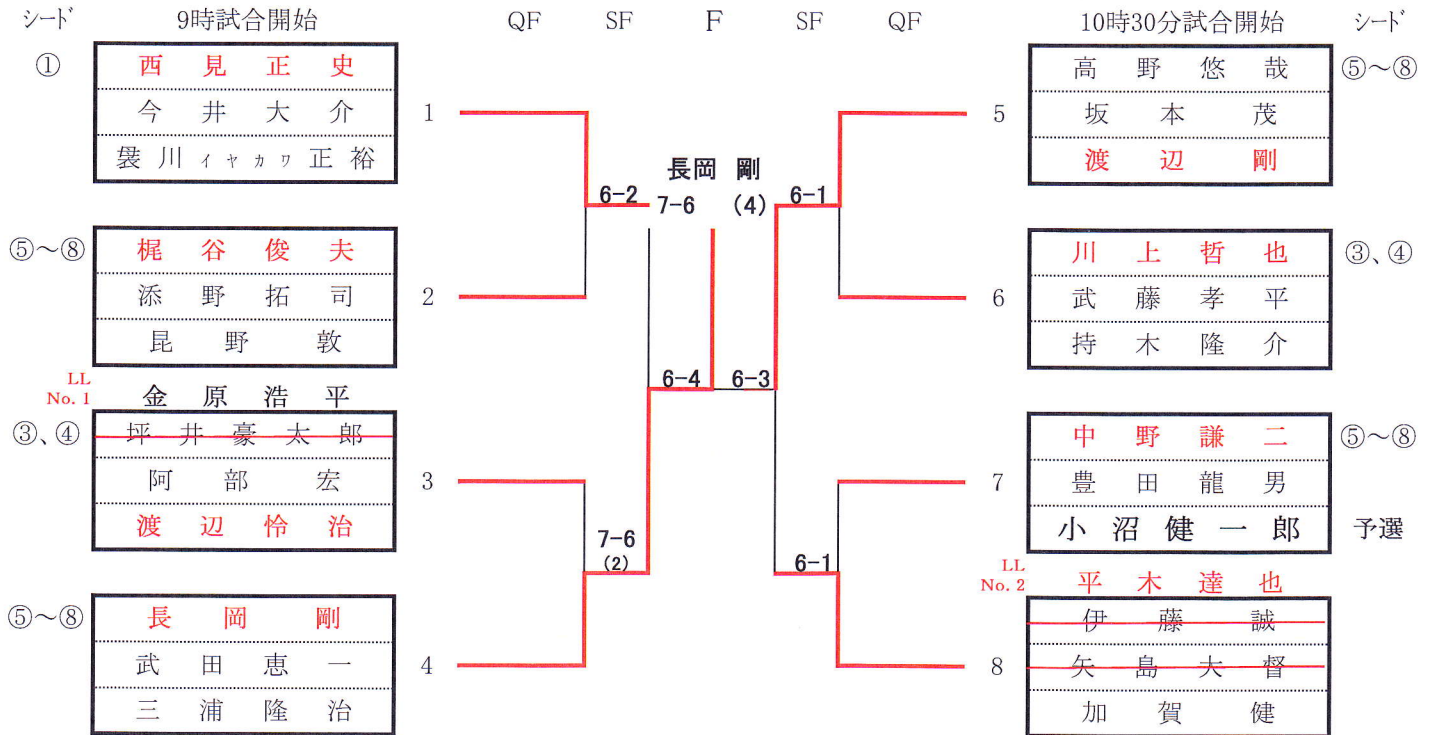 シード 9時試合開始 QF SF F SF QF 10時30分試合開始 シード
① 西見正史
今井大介
袰川イヤカワ正裕
1
高野悠哉 ⑤～⑧
坂本茂
渡辺剛
5
長岡 剛
6-2 7-6 (4) 6-1
⑤～⑧ 梶谷俊夫
添野拓司
昆野敦
2
川上哲也 ③、④
武藤孝平
持木隆介
6
6-4 6-3
LL No. 1 金原浩平
③、④ 坪井豪太郎
阿部宏
渡辺怜治
3
中野謙二 ⑤～⑧
豊田龍男
小沼健一郎 予選
7
7-6
(2)
6-1
⑤～⑧ 長岡剛
武田恵一
三浦隆治
4
LL No. 2 平木達也
伊藤誠
矢島大督
加賀健
8